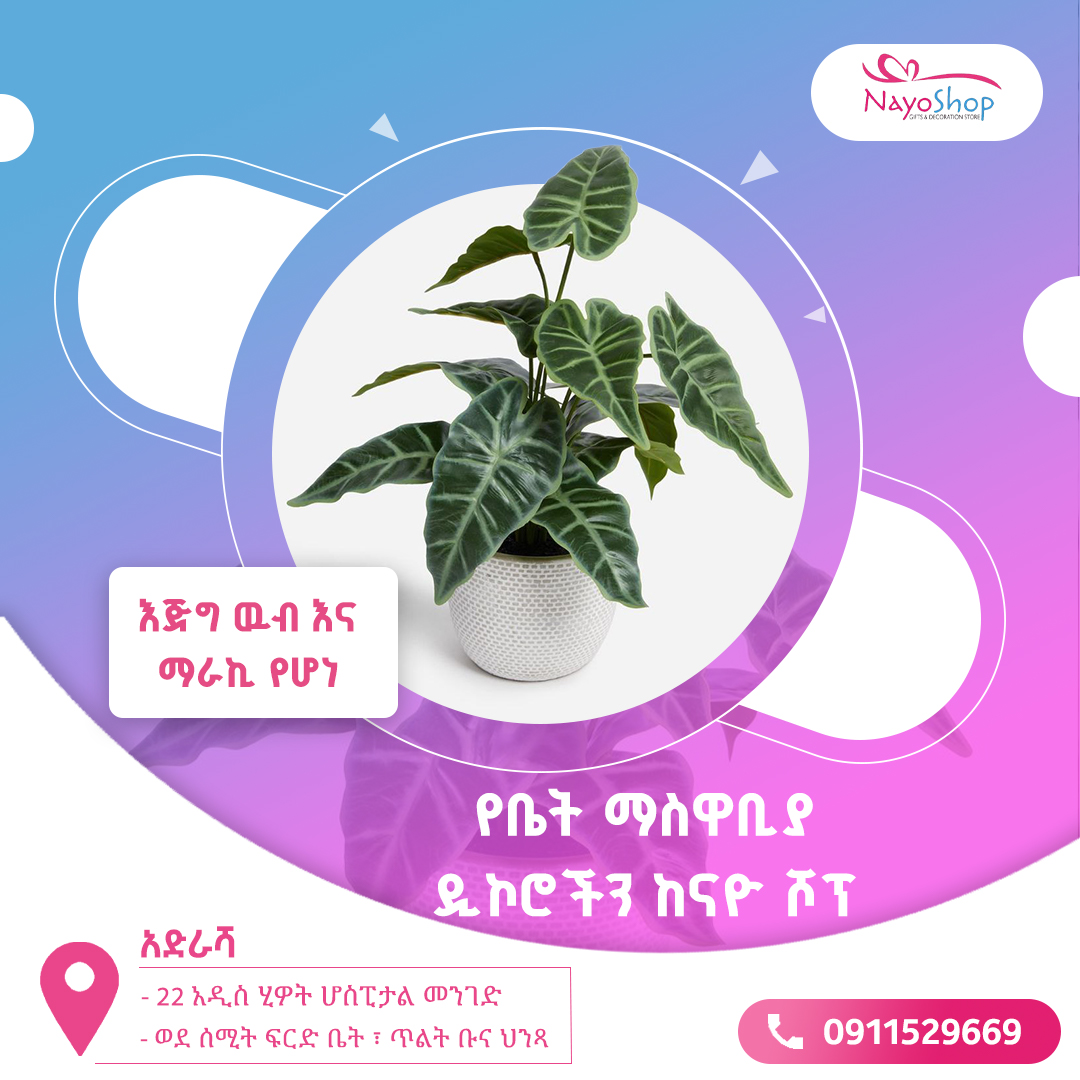 NayoShop
GIFTS & DECORATION STORE
እጅግ ዉብ እና
ማራኪ የሆነ
የቤት ማስዋቢያ
ዲኮሮችን ከናዮ ሾፕ
አድራሻ
- 22 አዲስ ሂዎት ሆስፒታል መንገድ
- ወደ ሰሚት ፍርድ ቤት ፣ ጥልት ቡና ህንጻ
0911529669